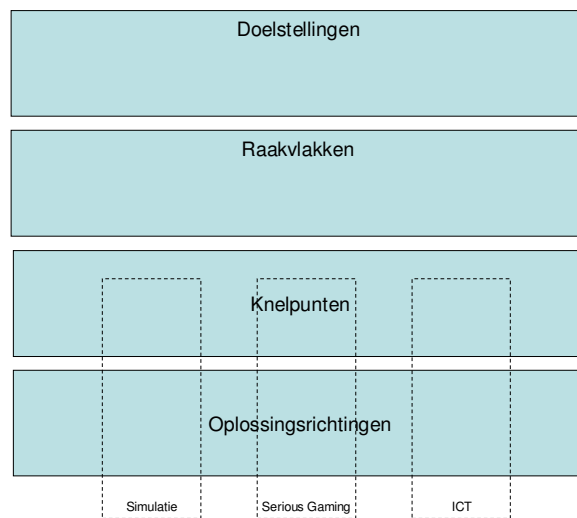 Doelstellingen
Raakvlakken
Knelpunten
Oplossingsrichtingen
Simulatie
Serious Gaming
ICT